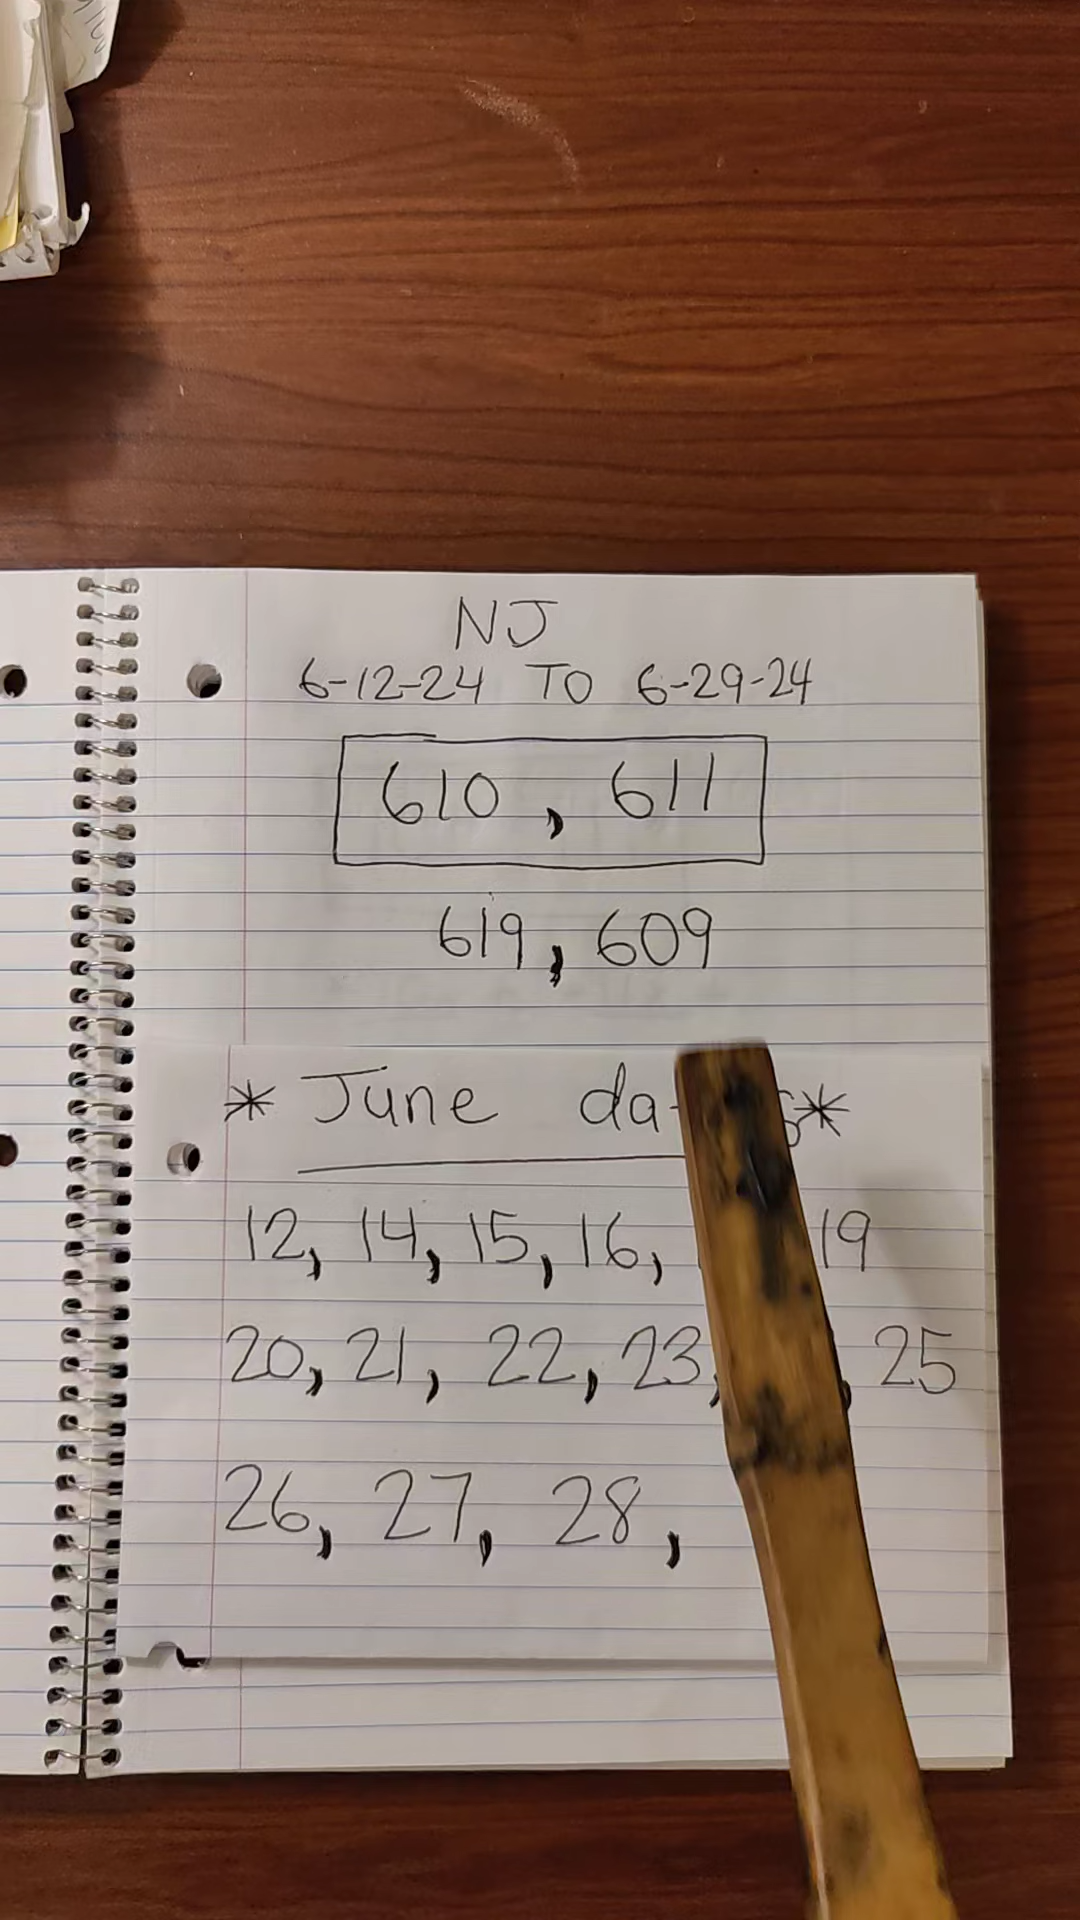 NJ
6-12-24 TO 6-29-24
610, 611
619, 609
* June *
12, 14, 15, 16, 19
20, 21, 22, 23, 25
26, 27, 28,